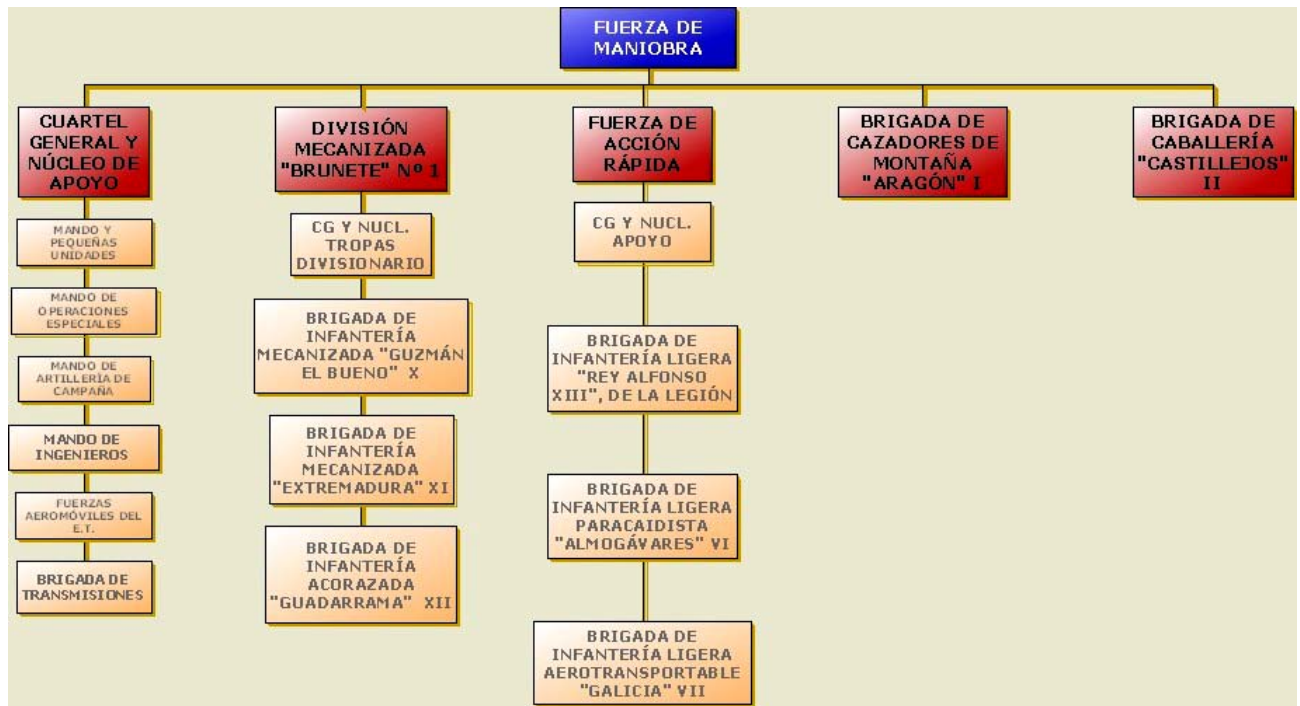 FUERZA DE
MANIOBRA
CUARTEL
GENERAL Y
NÚCLEO DE
APOYO
DIVISIÓN
MECANIZADA
"BRUNETE" Nº 1
FUERZA DE
ACCIÓN
RÁPIDA
BRIGADA DE
CAZADORES DE
MONTAÑA
"ARAGÓN" I
BRIGADA DE
CABALLERÍA
"CASTILLEJOS"
II
MANDO Y
PEQUEÑAS
UNIDADES
MANDO DE
OPERACIONES
ESPECIALES
MANDO DE
ARTILLERÍA DE
CAMPAÑA
MANDO DE
INGENIEROS
FUERZAS
AEROMÓVILES DEL
E.T.
BRIGADA DE
TRANSMISIONES
CG Y NUCL.
TROPAS
DIVISIONARIO
BRIGADA DE
INFANTERÍA
MECANIZADA "GUZMÁN
EL BUENO" X
BRIGADA DE
INFANTERÍA
MECANIZADA
"EXTREMADURA" XI
BRIGADA DE
INFANTERÍA
ACORAZADA
"GUADARRAMA" XII
CG Y NUCL.
APOYO
BRIGADA DE
INFANTERÍA LIGERA
"REY ALFONSO
XIII", DE LA LEGIÓN
BRIGADA DE
INFANTERÍA LIGERA
PARACAIDISTA
"ALMOGÁVARES" VI
BRIGADA DE
INFANTERÍA LIGERA
AEROTRANSPORTABLE
"GALICIA" VII